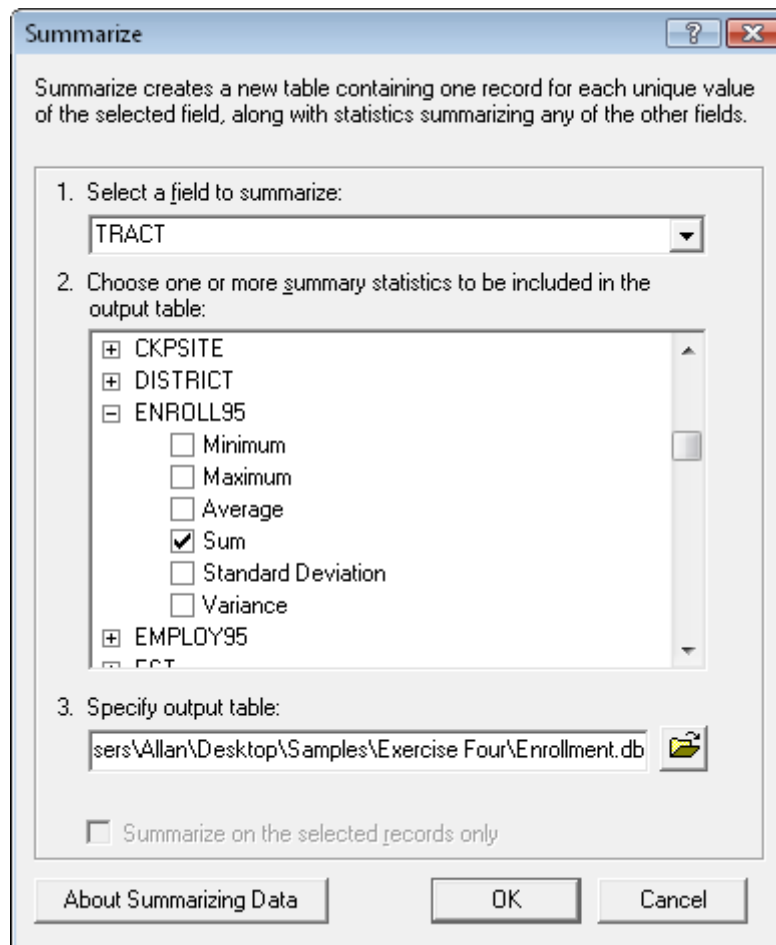 Summarize
Summarize creates a new table containing one record for each unique value
of the selected field, along with statistics summarizing any of the other fields.
1. Select a field to summarize:
TRACT
2. Choose one or more summary statistics to be included in the
output table:
CKPSITE
DISTRICT
ENROLL95
Minimum
Maximum
Average
Sum
Standard Deviation
Variance
EMPLOY95
3. Specify output table:
sers\Allan\Desktop\Samples\Exercise Four\Enrollment.db
Summarize on the selected records only
About Summarizing Data
OK
Cancel